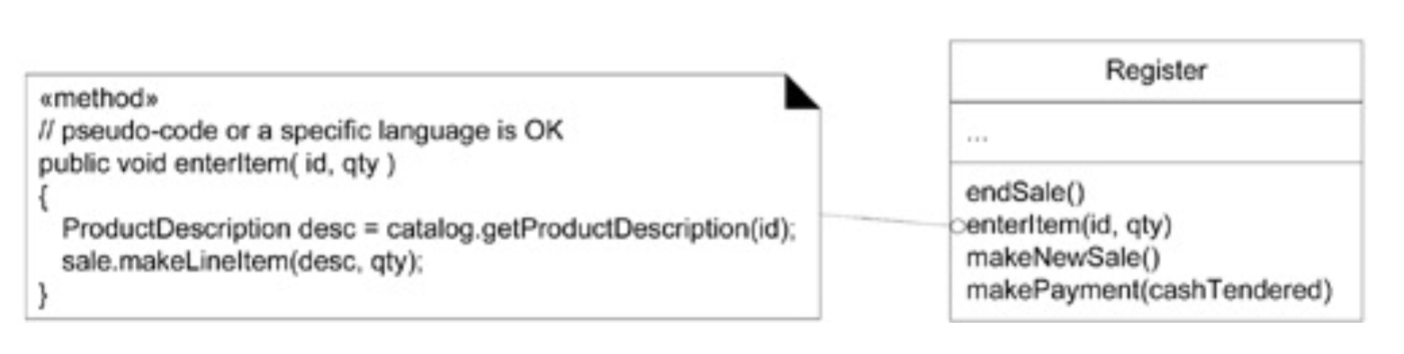 «method»
// pseudo-code or a specific language is OK
public void enterItem( id, qty )
{
ProductDescription desc = catalog.getProductDescription(id);
sale.makeLineItem(desc, qty);
}
Register
...
endSale()
enterItem(id, qty)
makeNewSale()
makePayment(cashTendered)